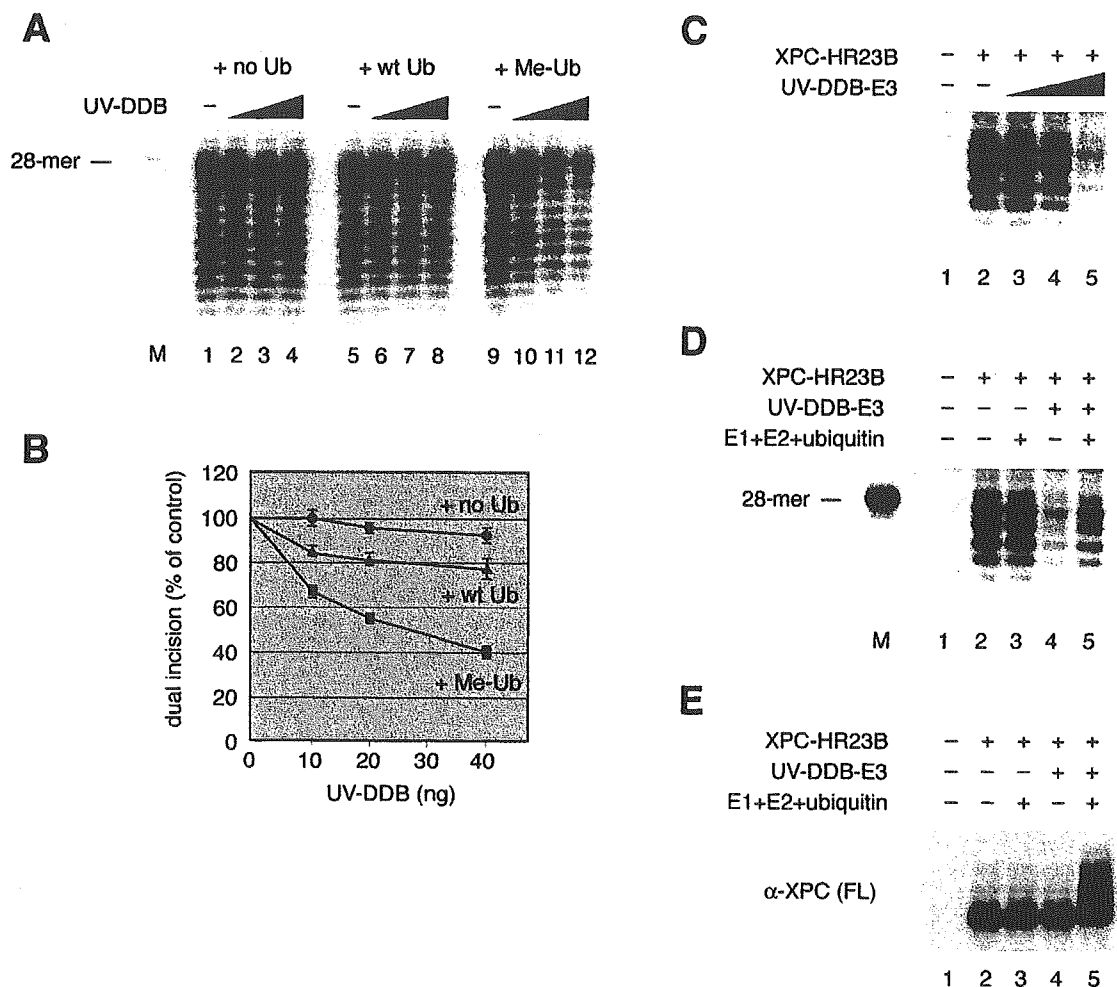 A
+ no Ub + wt Ub + Me-Ub
UV-DDB – – –
28-mer –
M 1 2 3 4 5 6 7 8 9 10 11 12
B
dual incision (% of control)
120
100
80
60
40
20
0
+ no Ub
+ wt Ub
+ Me-Ub
0 10 20 30 40
UV-DDB (ng)
C
XPC-HR23B – + + + +
UV-DDB-E3 – –
1 2 3 4 5
D
XPC-HR23B – + + + +
UV-DDB-E3 – – – + +
E1+E2+ubiquitin – – + – +
28-mer –
M 1 2 3 4 5
E
XPC-HR23B – + + + +
UV-DDB-E3 – – – + +
E1+E2+ubiquitin – – + – +
α-XPC (FL)
1 2 3 4 5